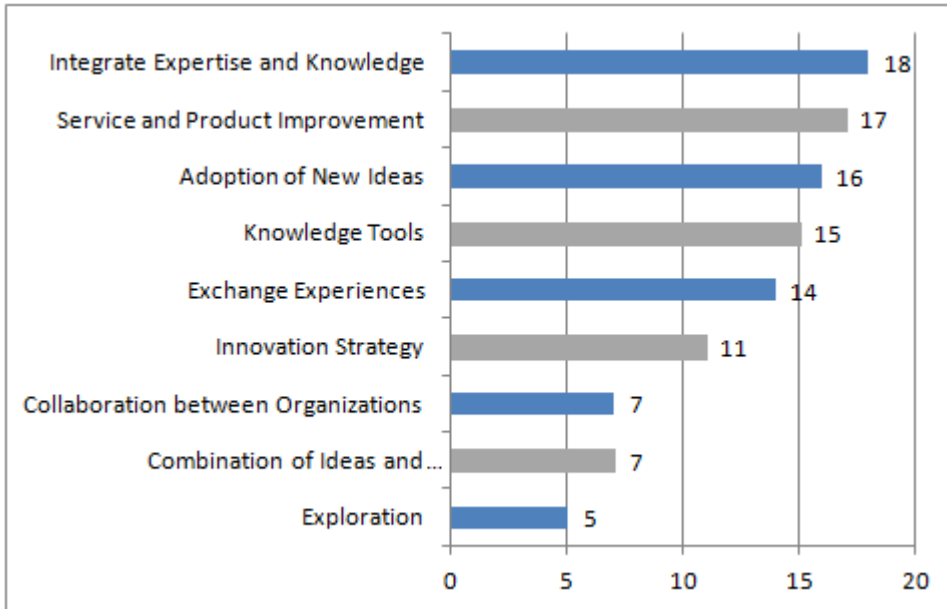 Integrate Expertise and Knowledge 18
Service and Product Improvement 17
Adoption of New Ideas 16
Knowledge Tools 15
Exchange Experiences 14
Innovation Strategy 11
Collaboration between Organizations 7
Combination of Ideas and ... 7
Exploration 5
0 5 10 15 20